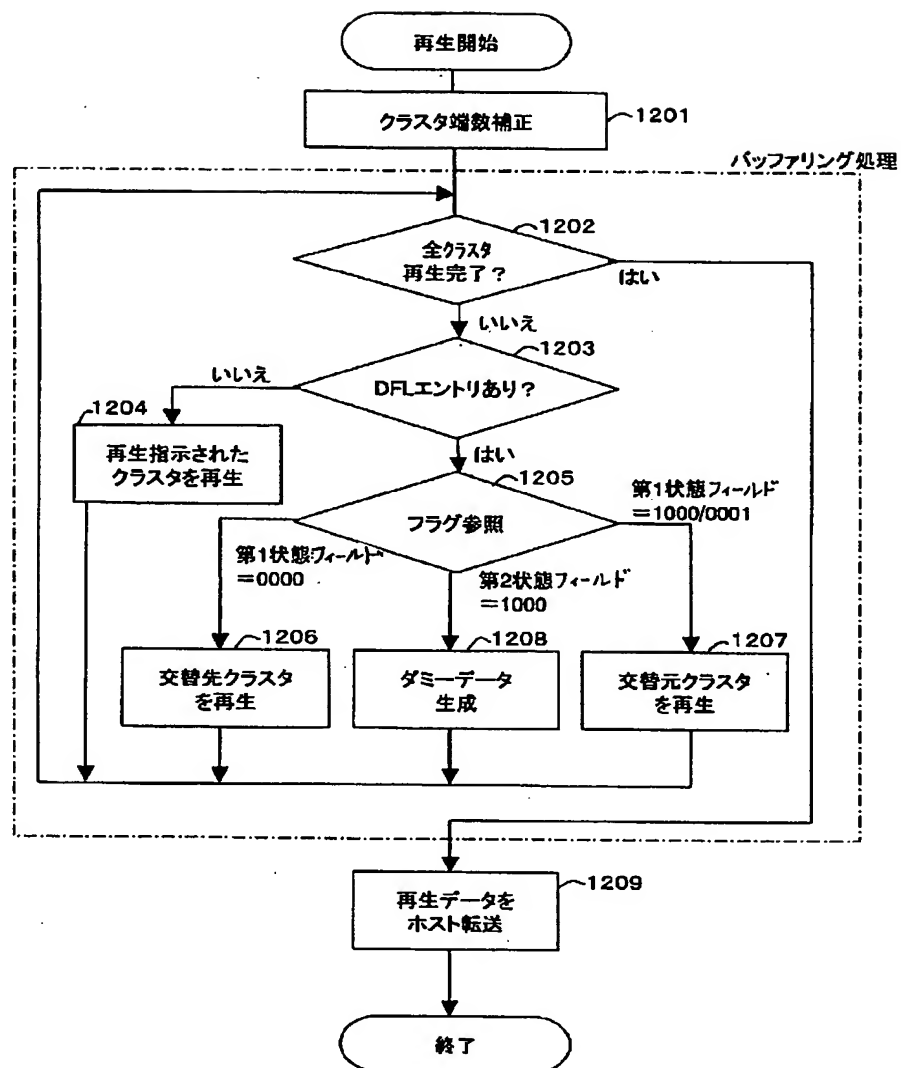 再生開始
クラスタ端数補正
1201
バッファリング処理
1202
全クラスタ
再生完了？
はい
いいえ
1203
DFLエントリあり？
いいえ
1204
再生指示された
クラスタを再生
はい
1205
フラグ参照
第1状態フィールド
＝1000/0001
第1状態フィールド
＝0000
第2状態フィールド
＝1000
1206
交替先クラスタ
を再生
1208
ダミーデータ
生成
1207
交替元クラスタ
を再生
1209
再生データを
ホスト転送
終了